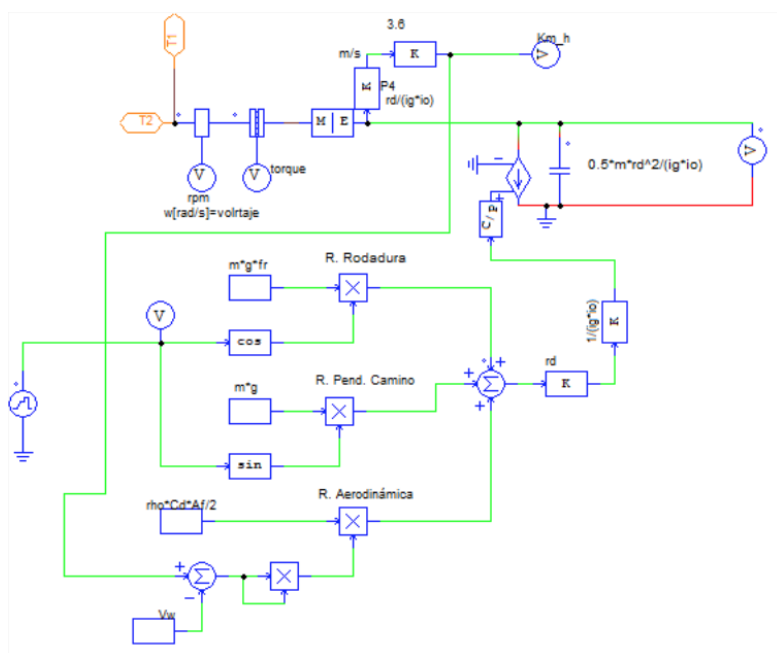 3.6
T1
m/s
K
Km_h
V
K
P4
rd/(ig*io)
T2
M E
V
V
V
torque
rpm
w[rad/s]=volrtaje
0.5*m*rd^2/(ig*io)
C/P
R. Rodadura
m*g*fr
V
cos
1/(ig*io)
K
R. Pend. Camino
m*g
rd
Σ
K
sin
R. Aerodinámica
rho*Cd*Af/2
Σ
Vw